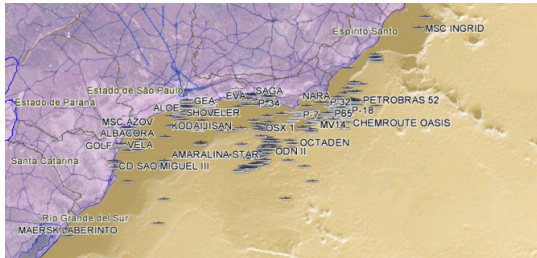 Espírito Santo
MSC INGRID
Estado de São Paulo
SAGA
EVA
NARA
GEA
P-34
P-32
PETROBRAS 52
Estado de Paraná
ALOE
SHOVELER
P-7
P65
P-18
MSC AZOV
KODAIJISAN
OSX 1
MV14
CHEMROUTE OASIS
ALBACORA
GOLF
VELA
OCTADEN
AMARALINA STAR
ODN II
Santa Catarina
CD SAO MIGUEL III
Rio Grande del Sur
MAERSK LABERINTO